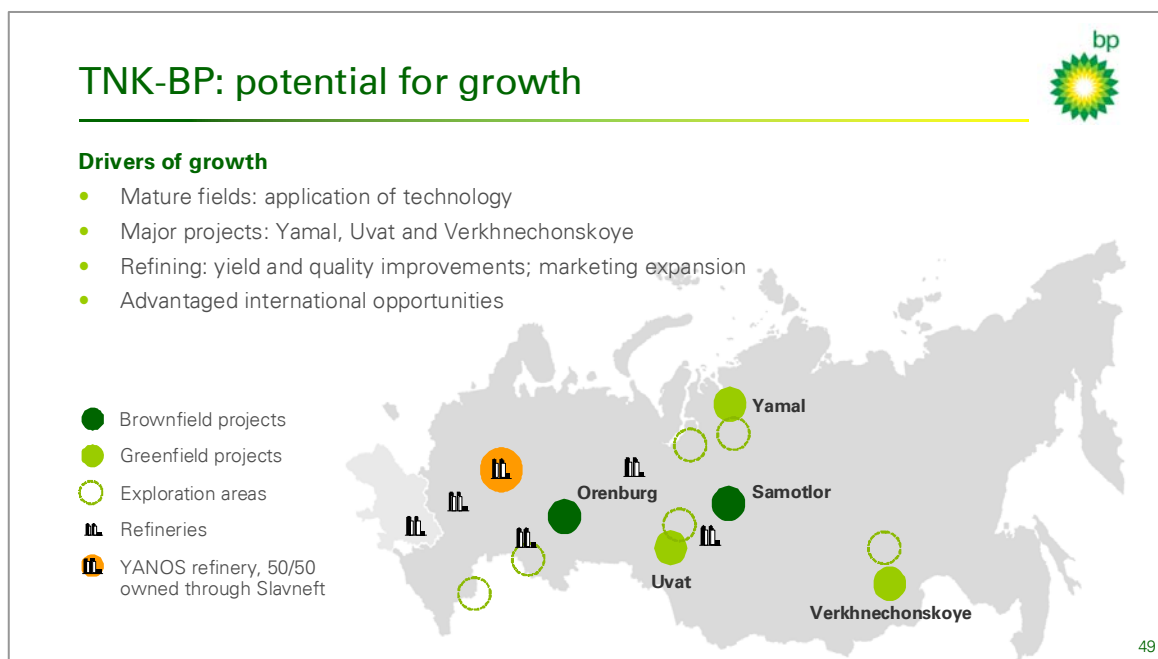 bp
TNK-BP: potential for growth
Drivers of growth
• Mature fields: application of technology
• Major projects: Yamal, Uvat and Verkhnechonskoye
• Refining: yield and quality improvements; marketing expansion
• Advantaged international opportunities
Brownfield projects
Greenfield projects
Exploration areas
Refineries
YANOS refinery, 50/50
owned through Slavneft
Yamal
Orenburg
Samotlor
Uvat
Verkhnechonskoye
49